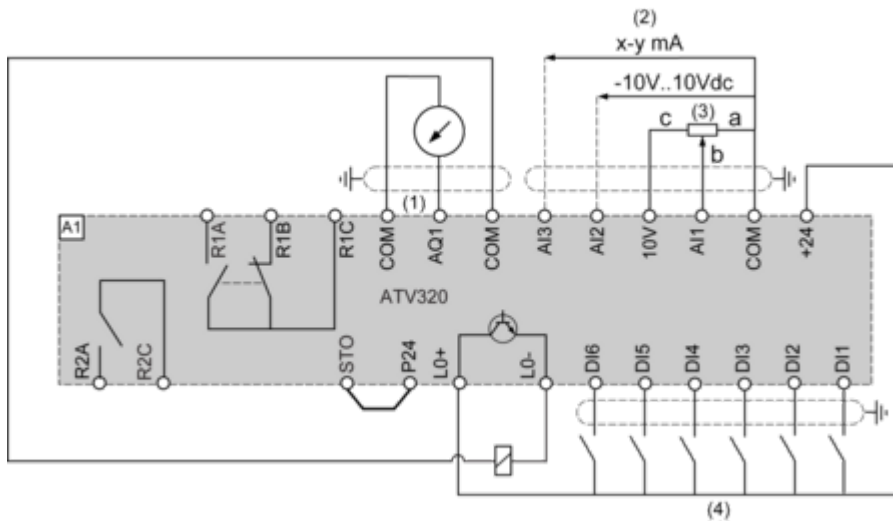 (2)
x-y mA
-10V..10Vdc
(3)
c
a
b
(1)
A1
R1A
R1B
R1C
COM
AQ1
COM
AI3
AI2
10V
AI1
COM
+24
ATV320
R2A
R2C
STO
P24
L0+
L0-
DI6
DI5
DI4
DI3
DI2
DI1
(4)